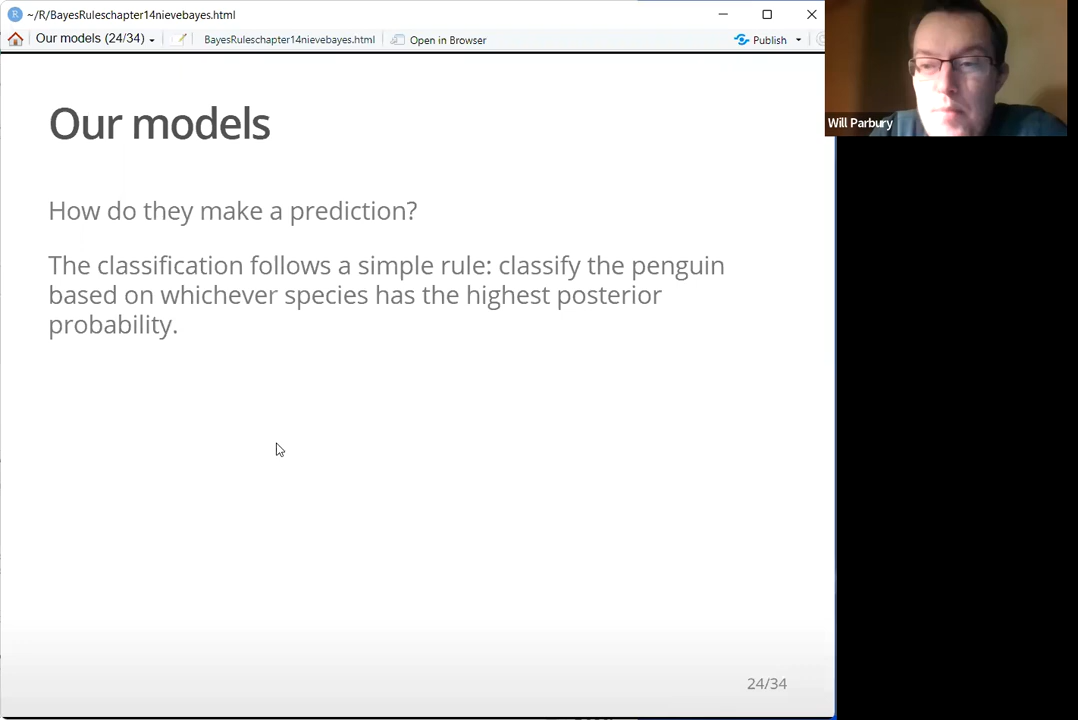 ~/R/BayesRuleschapter14nievebayes.html
Our models (24/34)
BayesRuleschapter14nievebayes.html
Open in Browser
Publish
Will Parbury
Our models
How do they make a prediction?
The classification follows a simple rule: classify the penguin
based on whichever species has the highest posterior
probability.
24/34